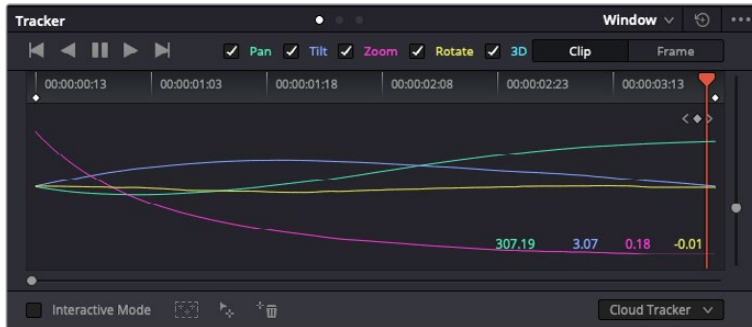 Tracker Window
Pan Tilt Zoom Rotate 3D Clip Frame
00:00:00:13 00:00:01:03 00:00:01:18 00:00:02:08 00:00:02:23 00:00:03:13
307.19 3.07 0.18 -0.01
Interactive Mode Cloud Tracker